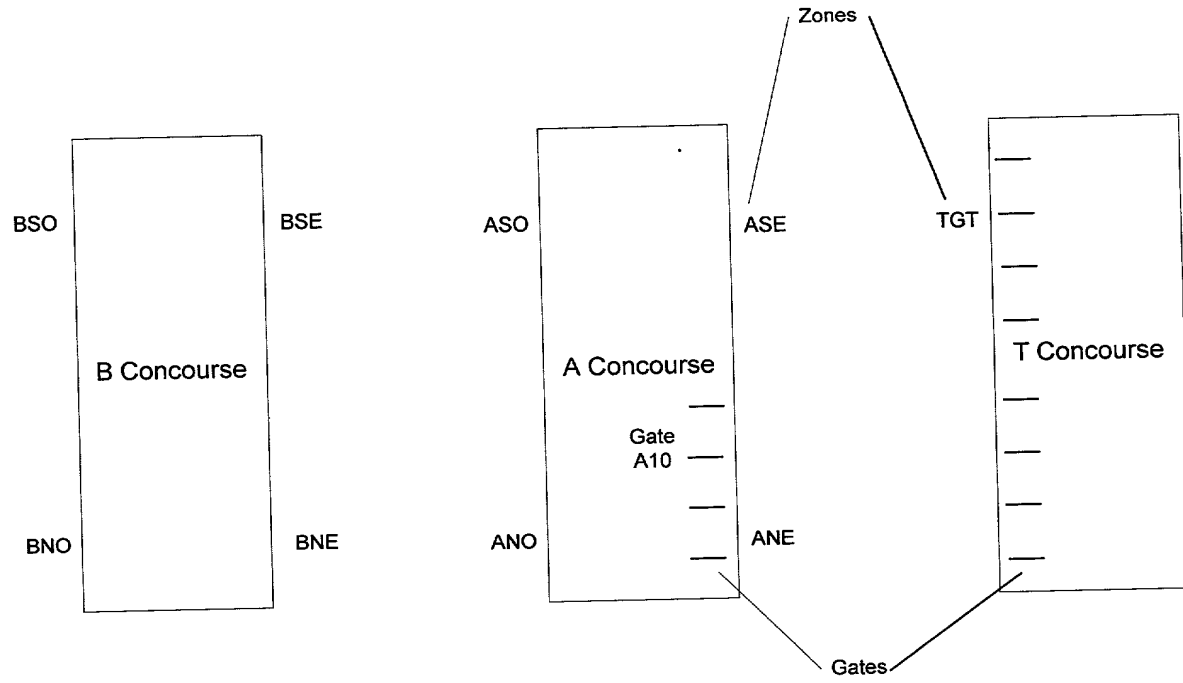 Zones
BSO
BSE
ASO
ASE
TGT
B Concourse
A Concourse
T Concourse
Gate
A10
BNO
BNE
ANO
ANE
Gates